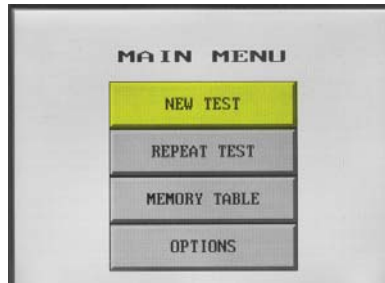 MAIN MENU
NEW TEST
REPEAT TEST
MEMORY TABLE
OPTIONS